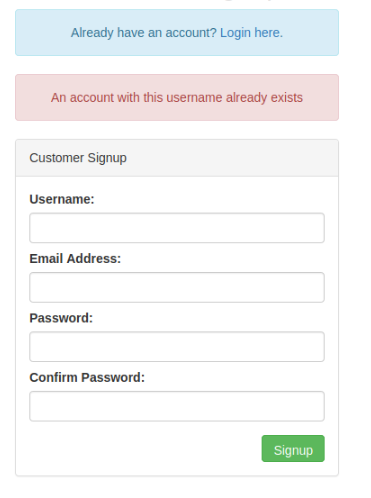 Already have an account? Login here.
An account with this username already exists
Customer Signup
Username:
Email Address:
Password:
Confirm Password:
Signup